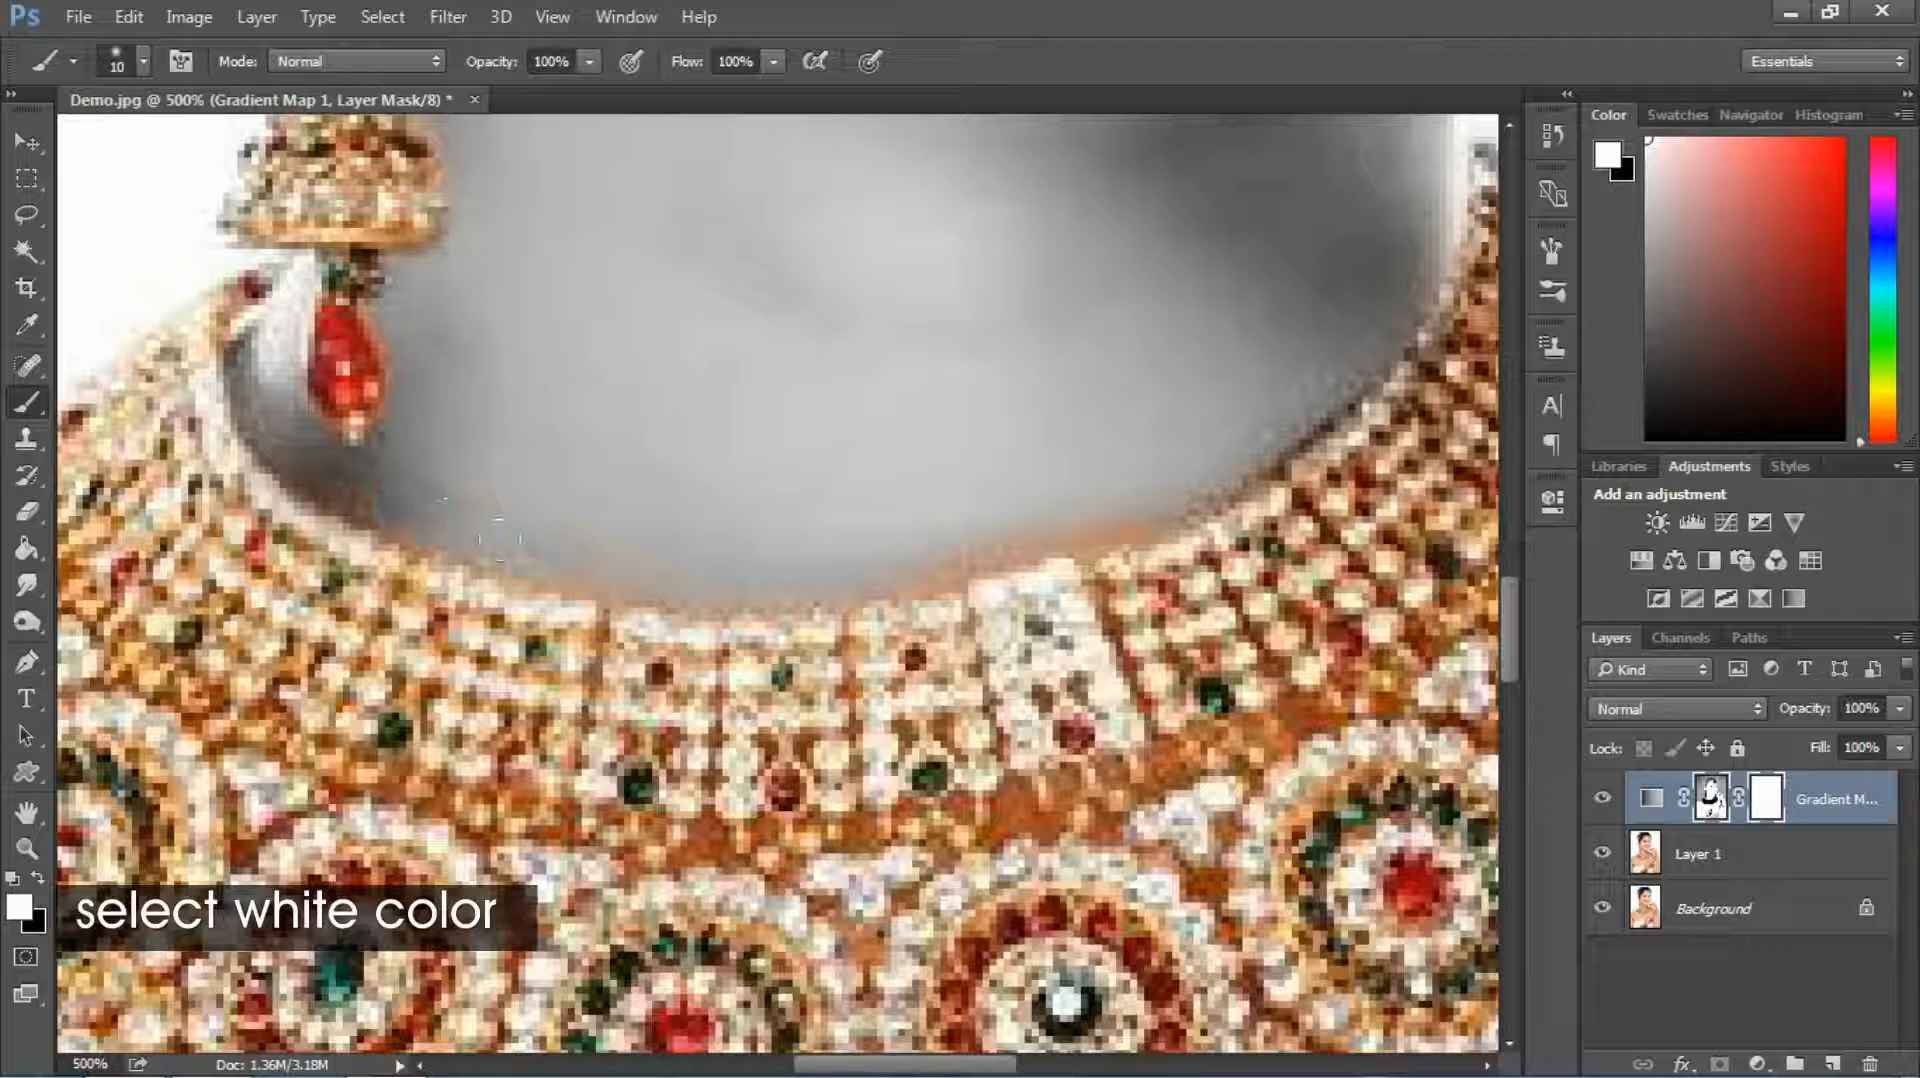 Ps File Edit Image Layer Type Select Filter 3D View Window Help
10 Mode: Normal Opacity: 100% Flow: 100% Essentials
Demo.jpg @ 500% (Gradient Map 1, Layer Mask/8) *
Color Swatches Navigator Histogram
Libraries Adjustments Styles
Add an adjustment
Layers Channels Paths
Kind
Normal Opacity: 100%
Lock: Fill: 100%
Gradient M...
Layer 1
Background
select white color
500% Doc: 1.36M/3.18M